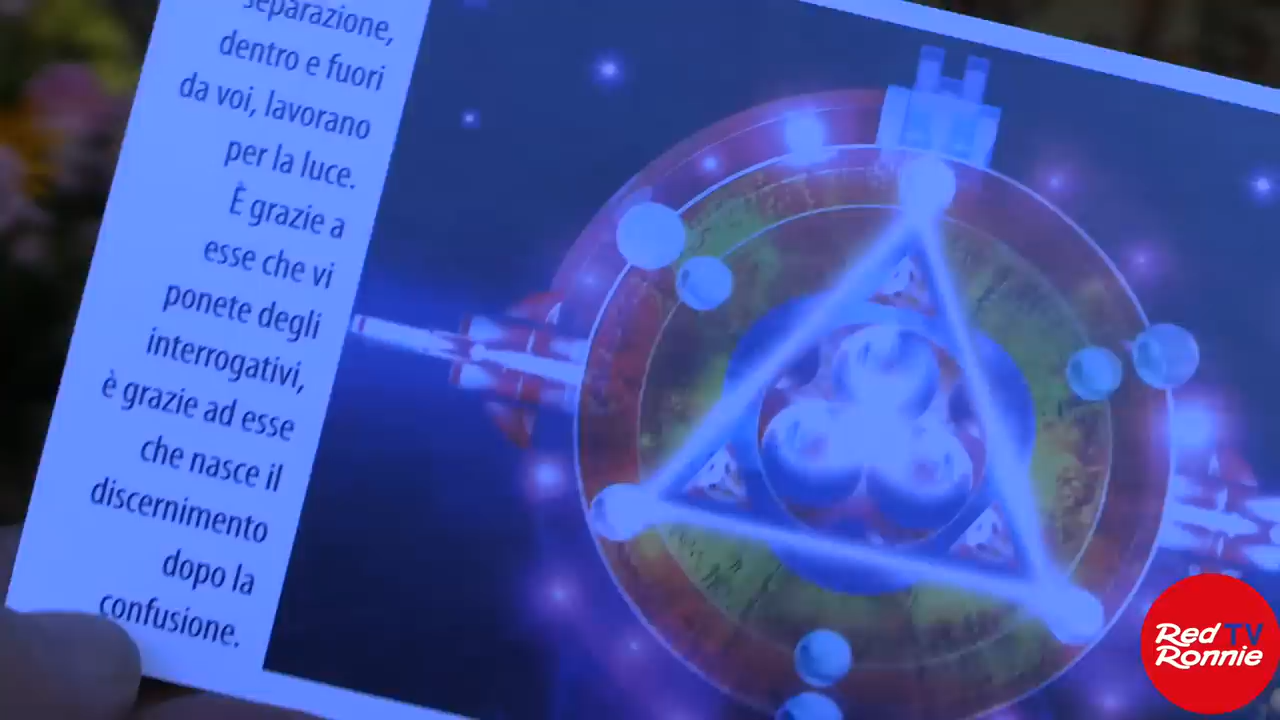 separazione,
dentro e fuori
da voi, lavorano
per la luce.
È grazie a
esse che vi
ponete degli
interrogativi,
è grazie ad esse
che nasce il
discernimento
dopo la
confusione.
Red TV
Ronnie